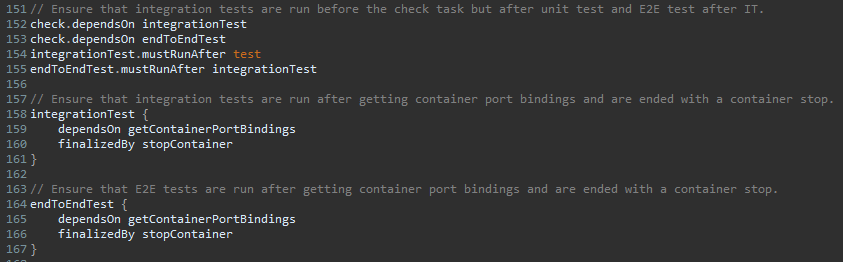 151 // Ensure that integration tests are run before the check task but after unit test and E2E test after IT.
152 check.dependsOn integrationTest
153 check.dependsOn endToEndTest
154 integrationTest.mustRunAfter test
155 endToEndTest.mustRunAfter integrationTest
156
157 // Ensure that integration tests are run after getting container port bindings and are ended with a container stop.
158 integrationTest {
159     dependsOn getContainerPortBindings
160     finalizedBy stopContainer
161 }
162
163 // Ensure that E2E tests are run after getting container port bindings and are ended with a container stop.
164 endToEndTest {
165     dependsOn getContainerPortBindings
166     finalizedBy stopContainer
167 }